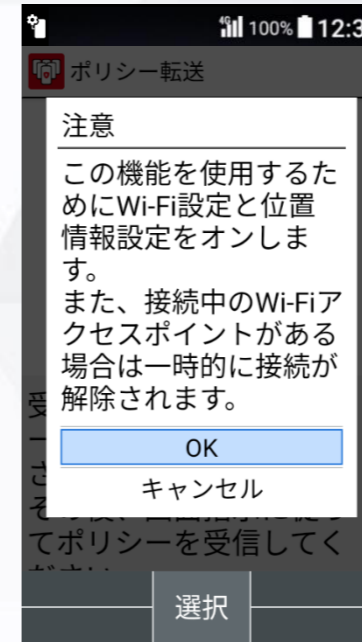 4G 100% 12:3
ポリシー転送
注意
この機能を使用するた
めにWi-Fi設定と位置
情報設定をオンしま
す。
また、接続中のWi-Fiア
クセスポイントがある
場合は一時的に接続が
解除されます。
OK
キャンセル
てポリシーを受信してく
ださい
選択